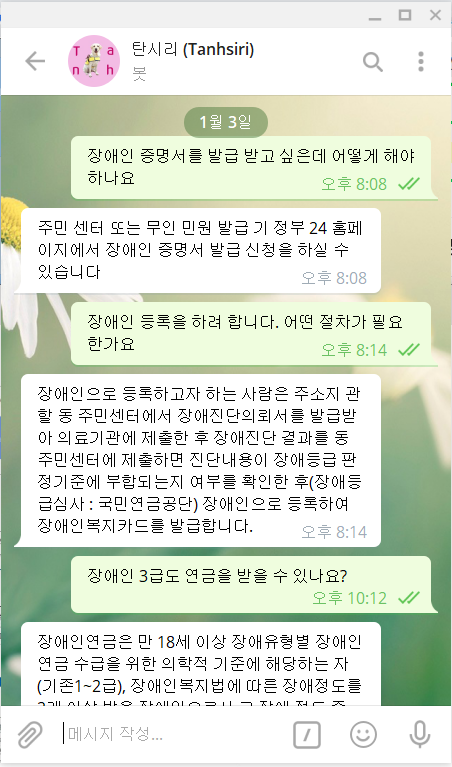 T a
n h
탄시리 (Tanhsiri)
봇
1월 3일
장애인 증명서를 발급 받고 싶은데 어떻게 해야
하나요
오후 8:08
주민 센터 또는 무인 민원 발급 기 정부 24 홈페
이지에서 장애인 증명서 발급 신청을 하실 수
있습니다
오후 8:08
장애인 등록을 하려 합니다. 어떤 절차가 필요
한가요
오후 8:14
장애인으로 등록하고자 하는 사람은 주소지 관
할 동 주민센터에서 장애진단의뢰서를 발급받
아 의료기관에 제출한 후 장애진단 결과를 동
주민센터에 제출하면 진단내용이 장애등급 판
정기준에 부합되는지 여부를 확인한 후(장애등
급심사 : 국민연금공단) 장애인으로 등록하여
장애인복지카드를 발급합니다.
오후 8:14
장애인 3급도 연금을 받을 수 있나요?
오후 10:12
장애인연금은 만 18세 이상 장애유형별 장애인
연금 수급을 위한 의학적 기준에 해당하는 자
(기존1~2급), 장애인복지법에 따른 장애정도를
메시지 작성...